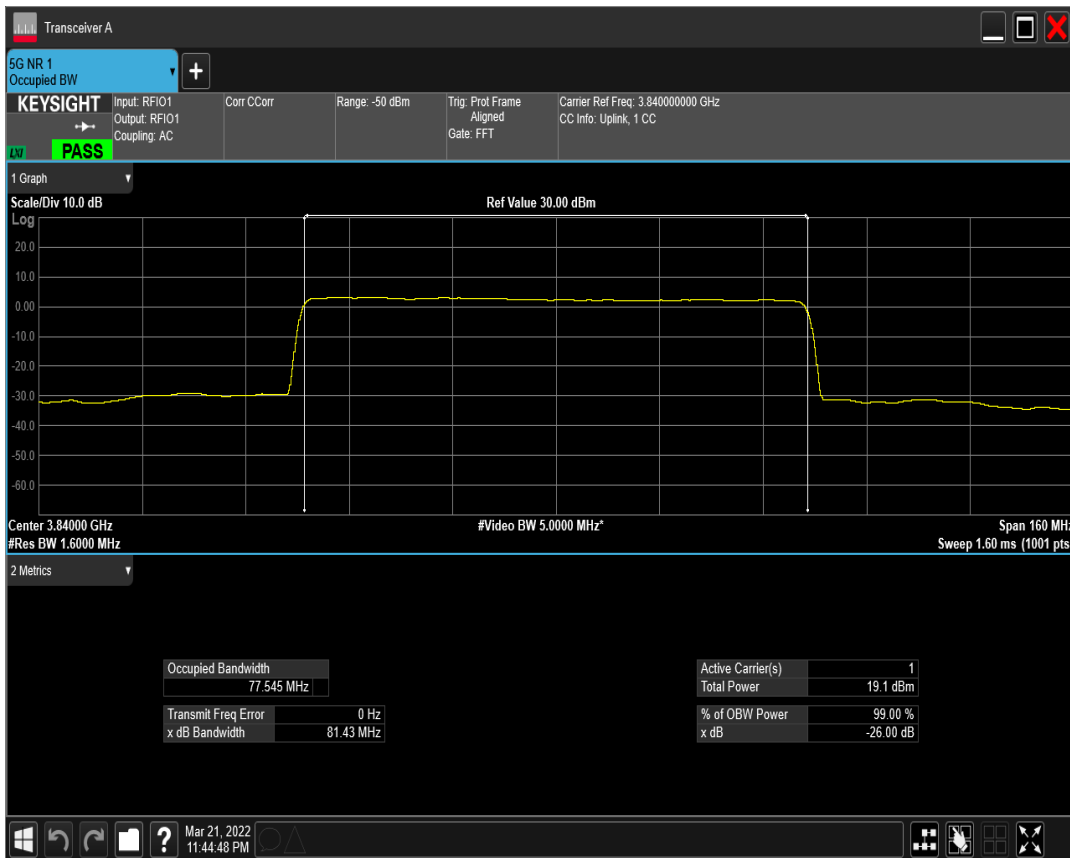 Transceiver A
5G NR 1
Occupied BW
KEYSIGHT
LXI
PASS
Input: RFIO1
Output: RFIO1
Coupling: AC
Corr CCorr
Range: -50 dBm
Trig: Prot Frame
Aligned
Gate: FFT
Carrier Ref Freq: 3.840000000 GHz
CC Info: Uplink, 1 CC
1 Graph
Scale/Div 10.0 dB
Ref Value 30.00 dBm
Log
20.0
10.0
0.00
-10.0
-20.0
-30.0
-40.0
-50.0
-60.0
Center 3.84000 GHz
#Video BW 5.0000 MHz*
Span 160 MHz
#Res BW 1.6000 MHz
Sweep 1.60 ms (1001 pts
2 Metrics
Occupied Bandwidth
77.545 MHz
Transmit Freq Error 0 Hz
x dB Bandwidth 81.43 MHz
Active Carrier(s) 1
Total Power 19.1 dBm
% of OBW Power 99.00 %
x dB -26.00 dB
?
Mar 21, 2022
11:44:48 PM